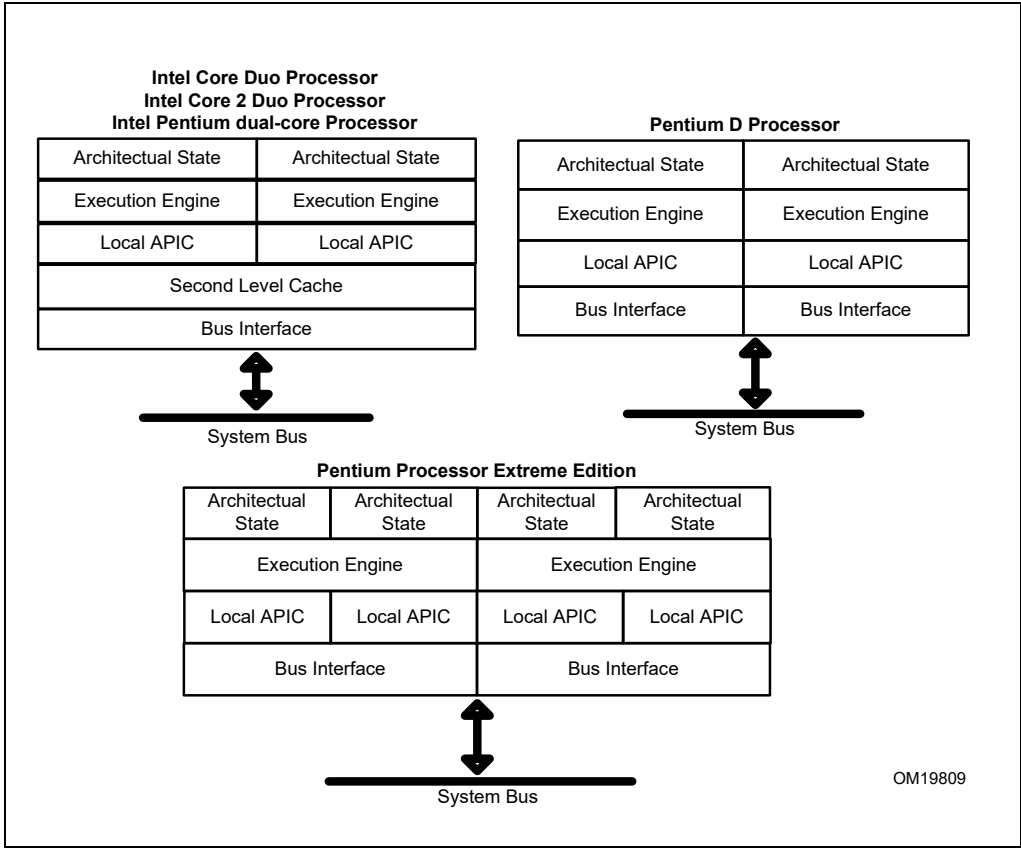 Intel Core Duo Processor
Intel Core 2 Duo Processor
Intel Pentium dual-core Processor
Architectual State Architectual State
Execution Engine Execution Engine
Local APIC Local APIC
Second Level Cache
Bus Interface
System Bus
Pentium D Processor
Architectual State Architectual State
Execution Engine Execution Engine
Local APIC Local APIC
Bus Interface Bus Interface
System Bus
Pentium Processor Extreme Edition
Architectual Architectual Architectual Architectual
State State State State
Execution Engine Execution Engine
Local APIC Local APIC Local APIC Local APIC
Bus Interface Bus Interface
System Bus
OM19809